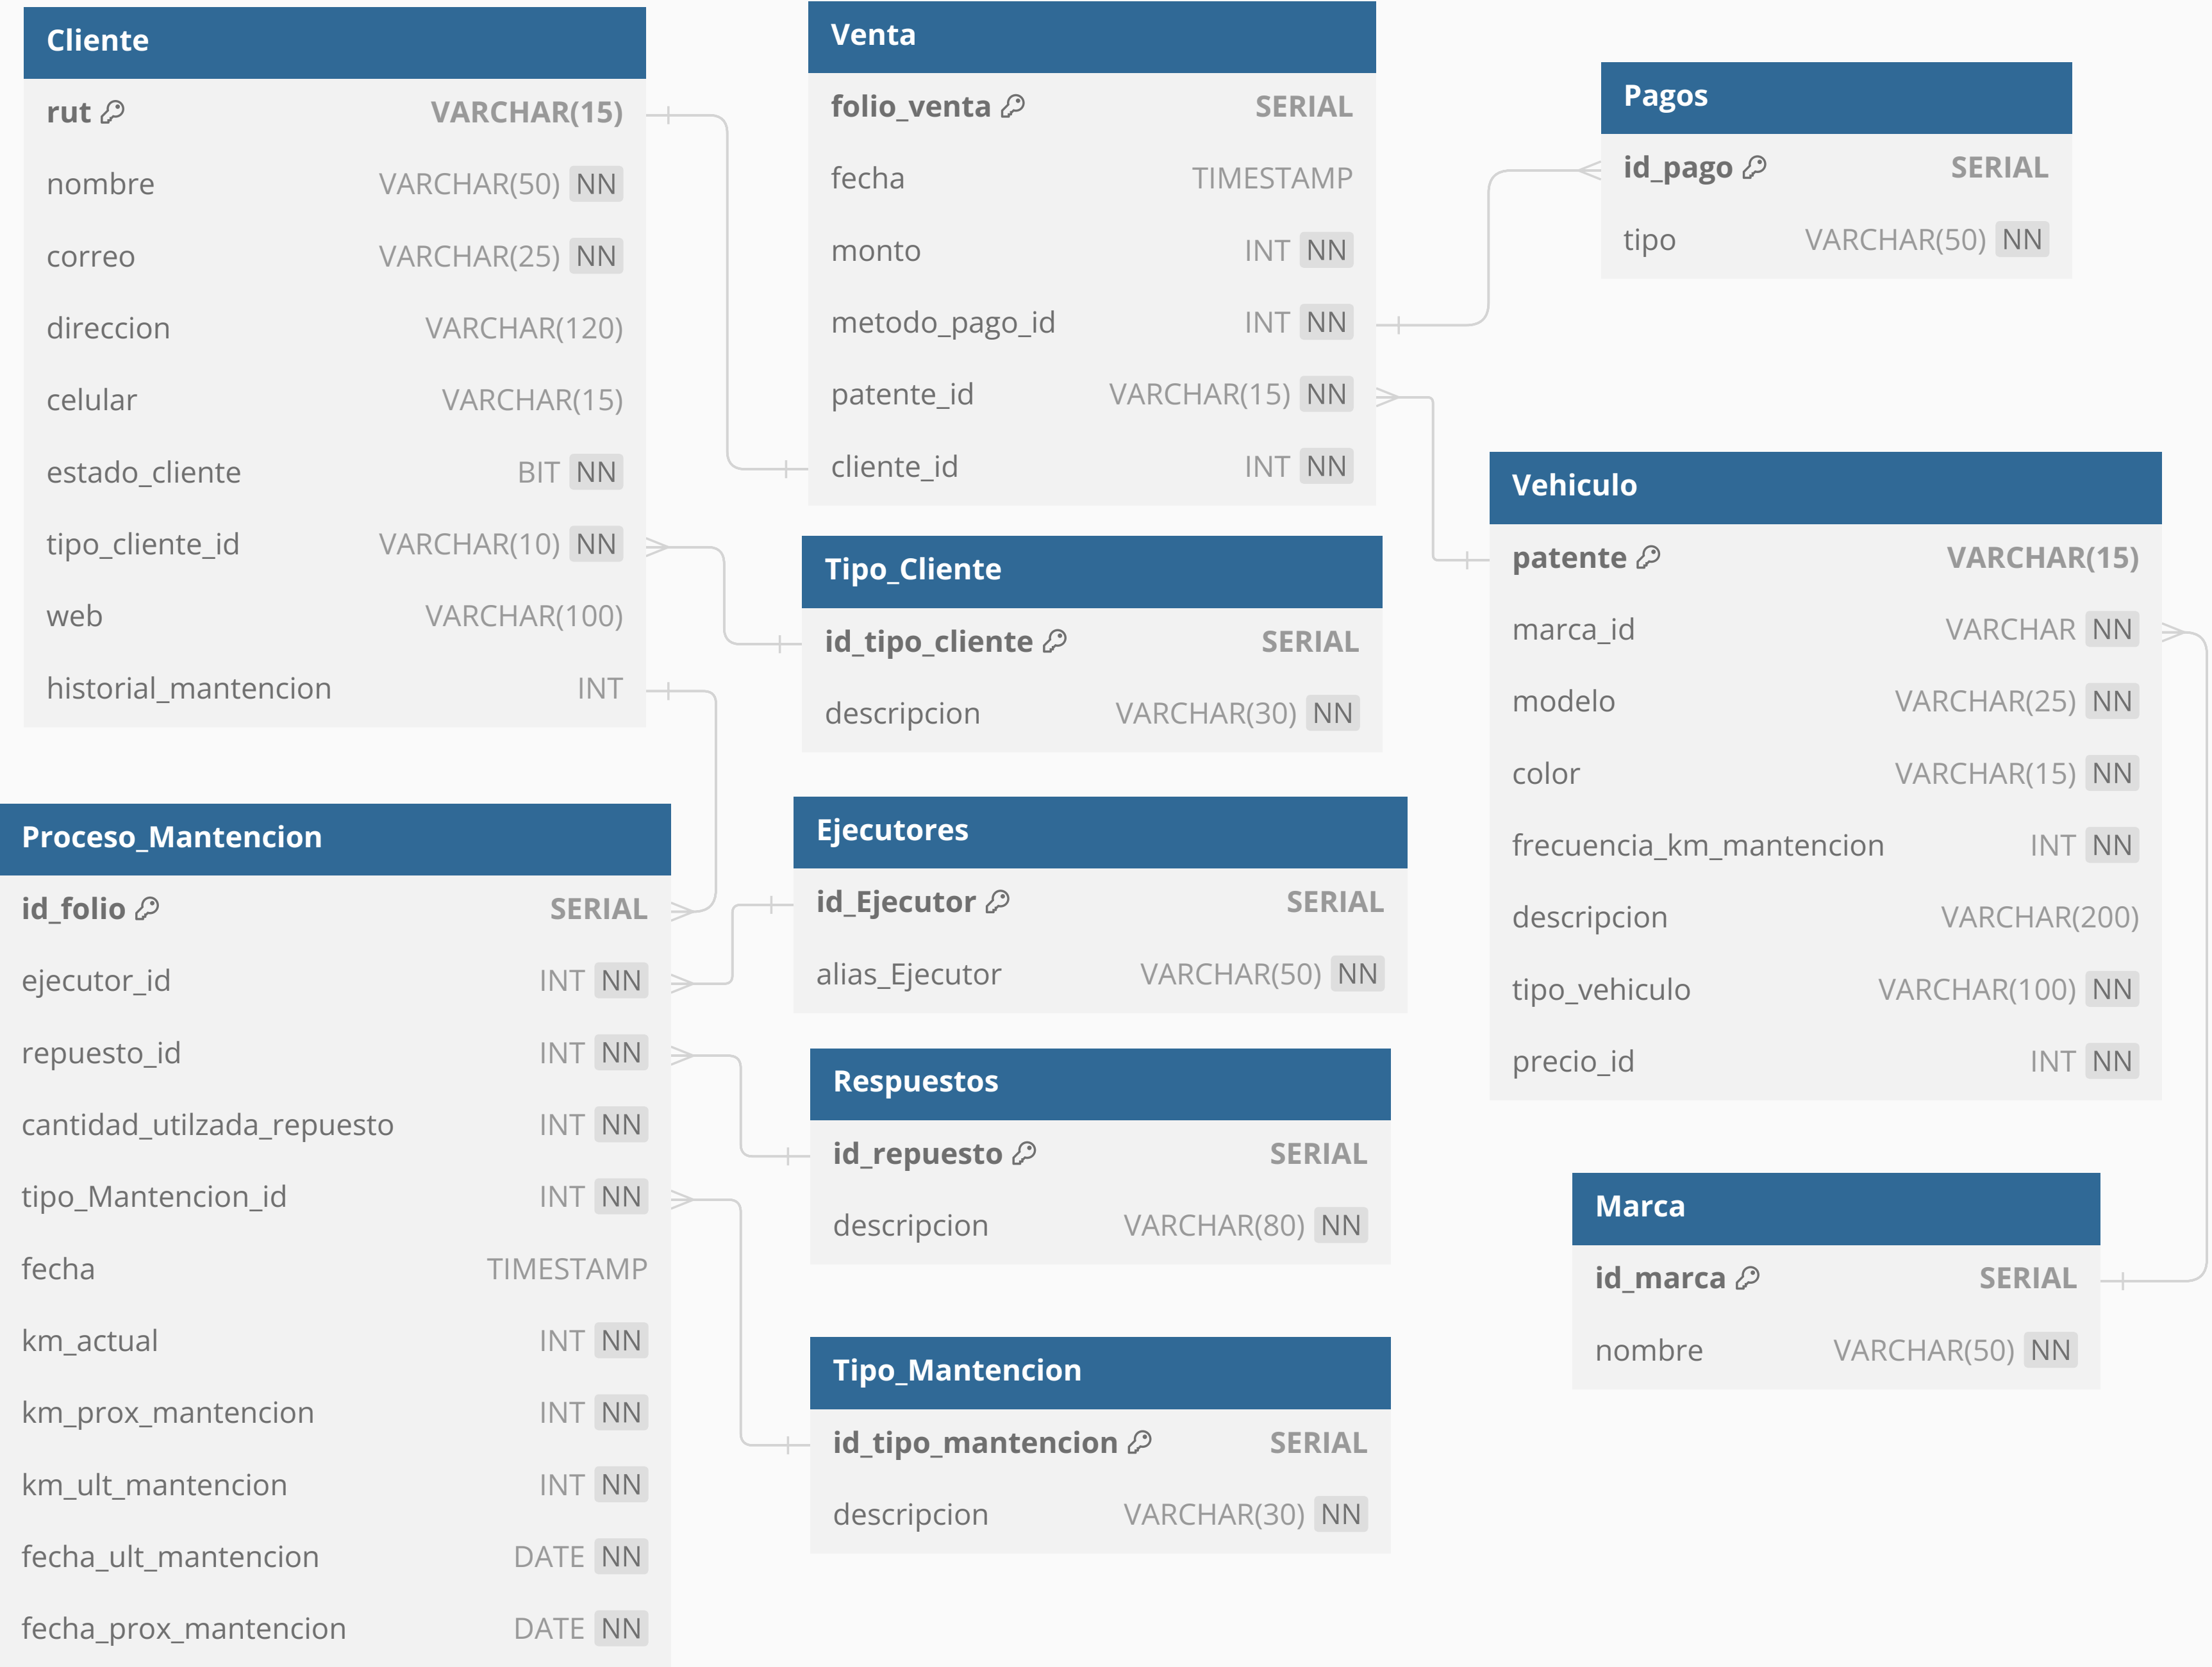 Cliente
rut VARCHAR(15)
nombre VARCHAR(50) NN
correo VARCHAR(25) NN
direccion VARCHAR(120)
celular VARCHAR(15)
estado_cliente BIT NN
tipo_cliente_id VARCHAR(10) NN
web VARCHAR(100)
historial_mantencion INT
Venta
folio_venta SERIAL
fecha TIMESTAMP
monto INT NN
metodo_pago_id INT NN
patente_id VARCHAR(15) NN
cliente_id INT NN
Pagos
id_pago SERIAL
tipo VARCHAR(50) NN
Tipo_Cliente
id_tipo_cliente SERIAL
descripcion VARCHAR(30) NN
Vehiculo
patente VARCHAR(15)
marca_id VARCHAR NN
modelo VARCHAR(25) NN
color VARCHAR(15) NN
frecuencia_km_mantencion INT NN
descripcion VARCHAR(200)
tipo_vehiculo VARCHAR(100) NN
precio_id INT NN
Proceso_Mantencion
id_folio SERIAL
ejecutor_id INT NN
repuesto_id INT NN
cantidad_utilzada_repuesto INT NN
tipo_Mantencion_id INT NN
fecha TIMESTAMP
km_actual INT NN
km_prox_mantencion INT NN
km_ult_mantencion INT NN
fecha_ult_mantencion DATE NN
fecha_prox_mantencion DATE NN
Ejecutores
id_Ejecutor SERIAL
alias_Ejecutor VARCHAR(50) NN
Respuestos
id_repuesto SERIAL
descripcion VARCHAR(80) NN
Tipo_Mantencion
id_tipo_mantencion SERIAL
descripcion VARCHAR(30) NN
Marca
id_marca SERIAL
nombre VARCHAR(50) NN